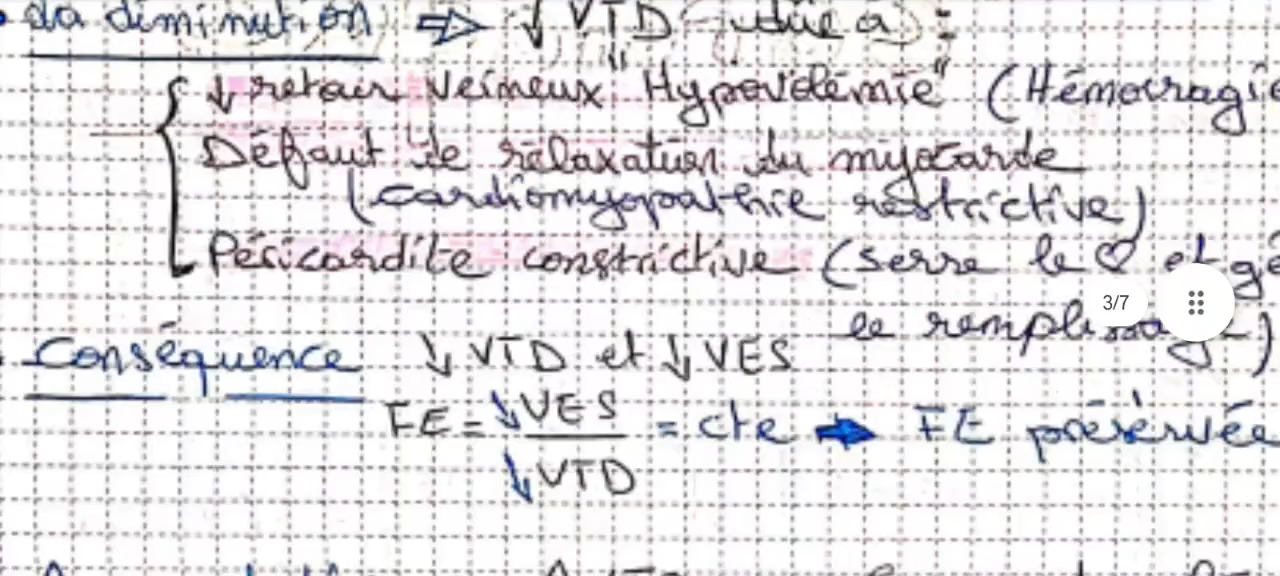 • La diminution ⇒ ↓ VTD due à :
↓ retour veineux "Hypovolémie" (Hémorragie
Défaut de relaxation du myocarde
(cardiomyopathie restrictive)
Péricardite constrictive (serre le ♡ et gê
3/7
le remplissage)
• Conséquence ↓ VTD et ↓ VES
FE = ↓VES / ↓VTD = cte ➡ FE préservée